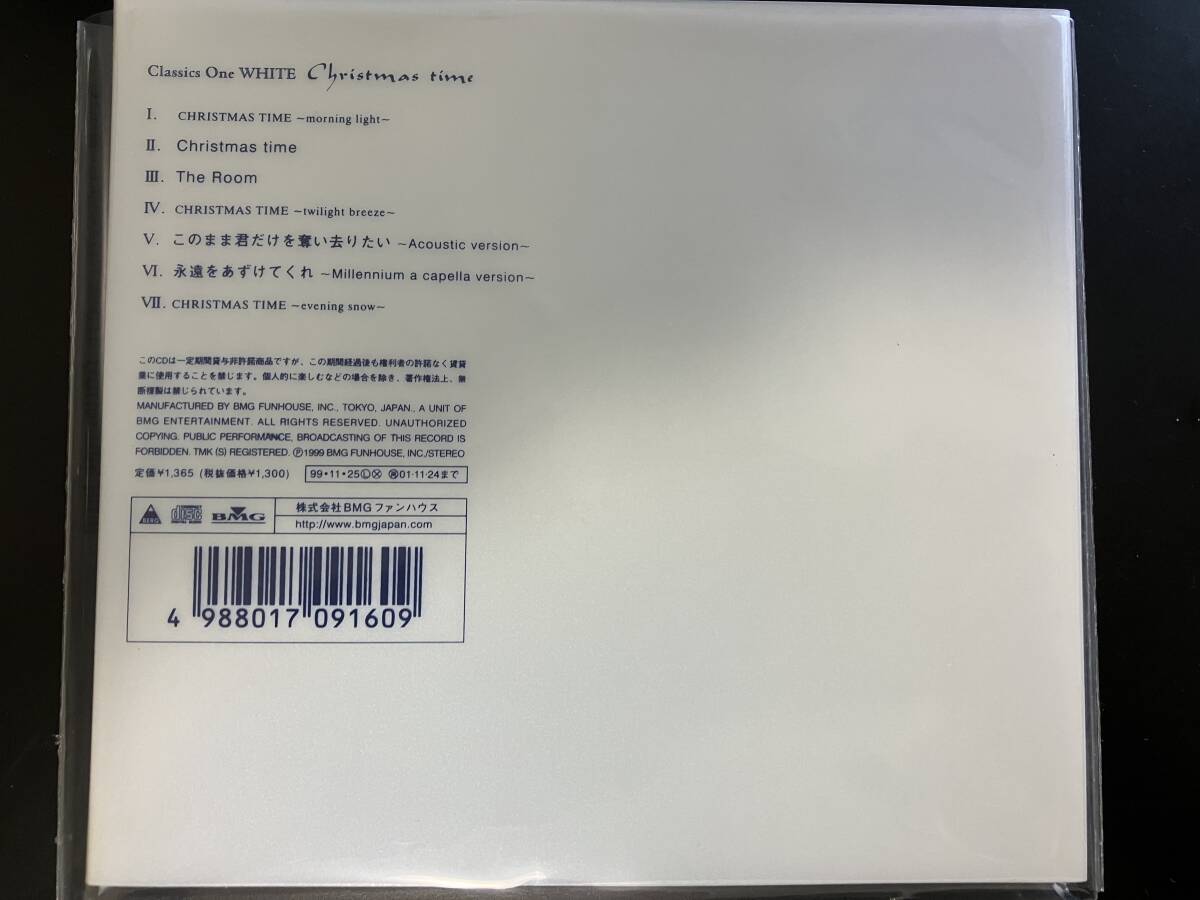 Classics One WHITE Christmas time
I. CHRISTMAS TIME ~morning light~
II. Christmas time
III. The Room
IV. CHRISTMAS TIME ~twilight breeze~
V. このまま君だけを奪い去りたい ~Acoustic version~
VI. 永遠をあずけてくれ ~Millennium a capella version~
VII. CHRISTMAS TIME ~evening snow~
このCDは一定期間貸与非許諾商品ですが、この期間経過後も権利者の許諾なく賃貸
業に使用することを禁じます。個人的に楽しむなどの場合を除き、著作権法上、無
断複製は禁じられています。
MANUFACTURED BY BMG FUNHOUSE, INC., TOKYO, JAPAN., A UNIT OF
BMG ENTERTAINMENT. ALL RIGHTS RESERVED. UNAUTHORIZED
COPYING. PUBLIC PERFORMANCE, BROADCASTING OF THIS RECORD IS
FORBIDDEN. TMK (S) REGISTERED. Ⓟ1999 BMG FUNHOUSE, INC./STEREO
定価¥1,365 (税抜価格¥1,300) 99・11・25Ⓛ 01・11・24まで
BMG 株式会社BMGファンハウス
http://www.bmgjapan.com
4 988017 091609